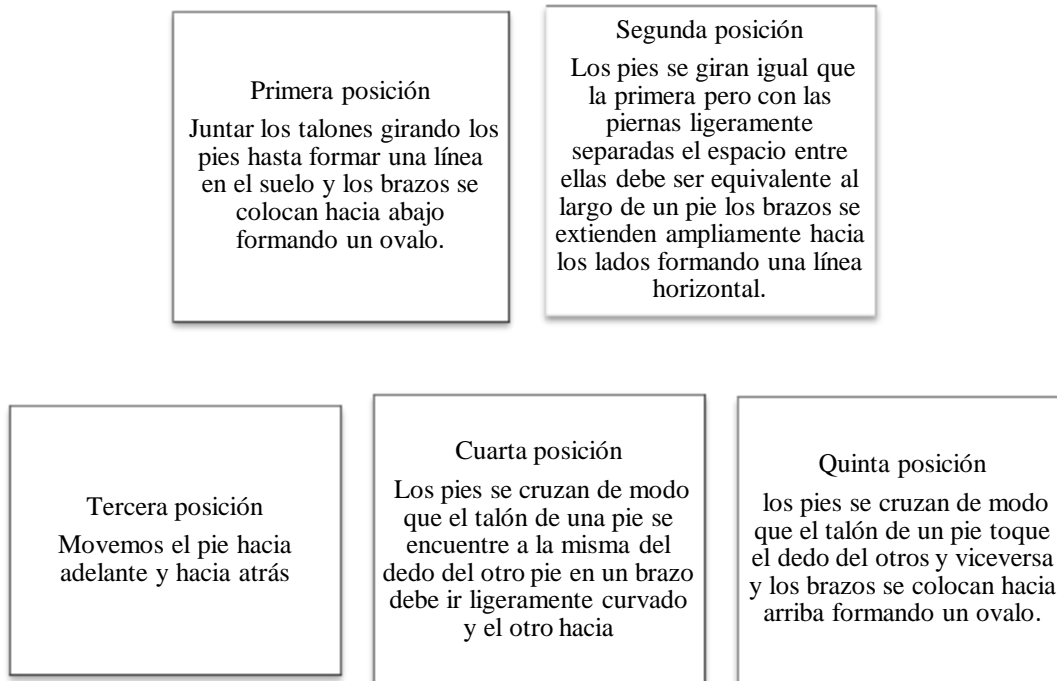 Primera posición
Juntar los talones girando los
pies hasta formar una línea
en el suelo y los brazos se
colocan hacia abajo
formando un ovalo.
Segunda posición
Los pies se giran igual que
la primera pero con las
piernas ligeramente
separadas el espacio entre
ellas debe ser equivalente al
largo de un pie los brazos se
extienden ampliamente hacia
los lados formando una línea
horizontal.
Tercera posición
Movemos el pie hacia
adelante y hacia atrás
Cuarta posición
Los pies se cruzan de modo
que el talón de una pie se
encuentre a la misma del
dedo del otro pie en un brazo
debe ir ligeramente curvado
y el otro hacia
Quinta posición
los pies se cruzan de modo
que el talón de un pie toque
el dedo del otros y viceversa
y los brazos se colocan hacia
arriba formando un ovalo.